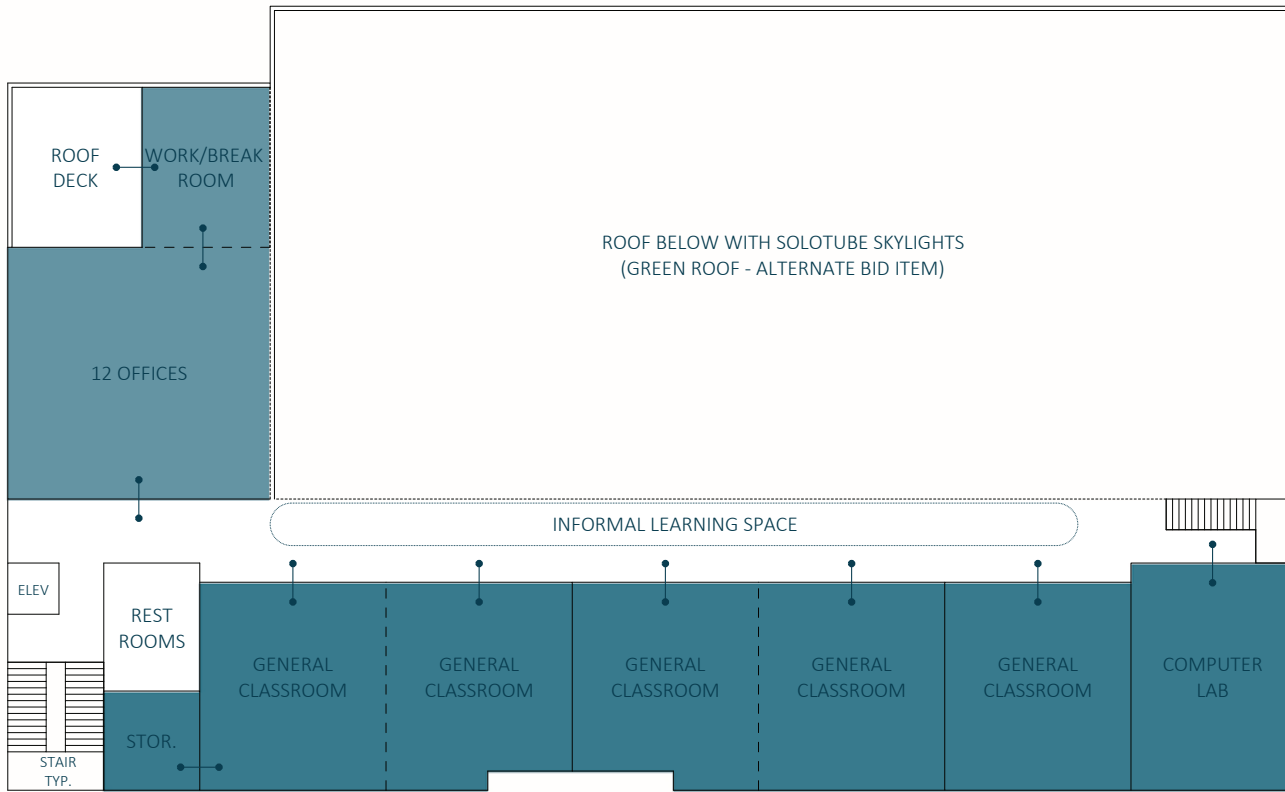 ROOF
DECK
WORK/BREAK
ROOM
ROOF BELOW WITH SOLOTUBE SKYLIGHTS
(GREEN ROOF - ALTERNATE BID ITEM)
12 OFFICES
INFORMAL LEARNING SPACE
ELEV
REST
ROOMS
GENERAL
CLASSROOM
GENERAL
CLASSROOM
GENERAL
CLASSROOM
GENERAL
CLASSROOM
GENERAL
CLASSROOM
COMPUTER
LAB
STOR.
STAIR
TYP.